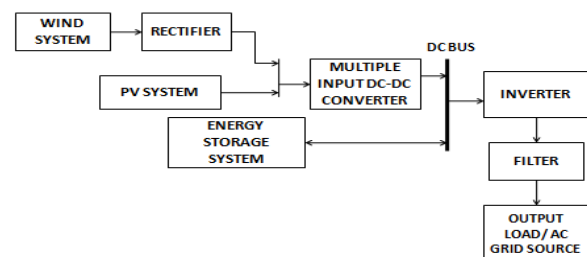 WIND
SYSTEM
RECTIFIER
DC BUS
MULTIPLE
INPUT DC-DC
CONVERTER
PV SYSTEM
INVERTER
ENERGY
STORAGE
SYSTEM
FILTER
OUTPUT
LOAD/ AC
GRID SOURCE